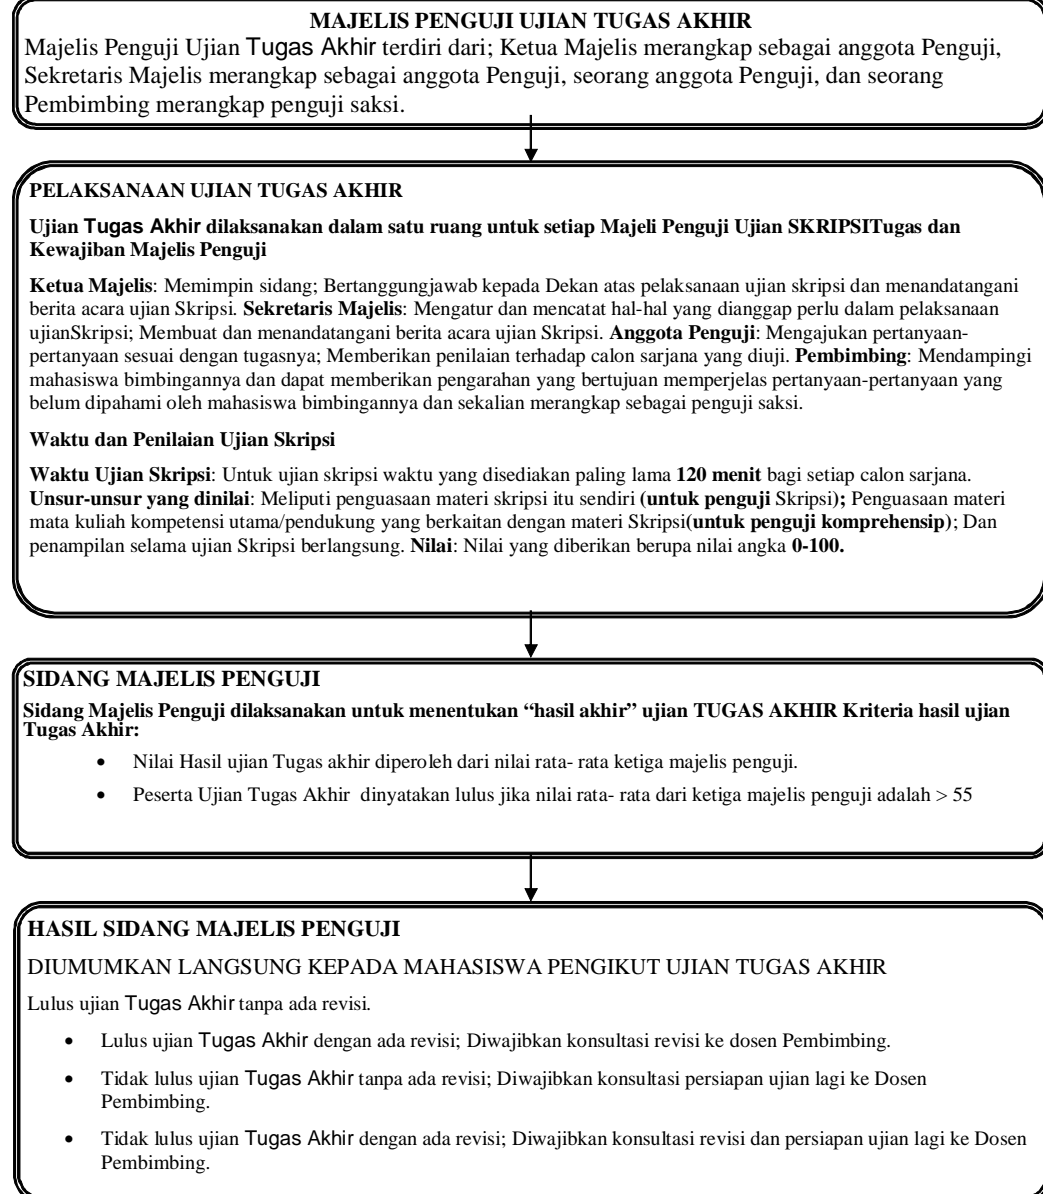 MAJELIS PENGUJI UJIAN TUGAS AKHIR
Majelis Penguji Ujian Tugas Akhir terdiri dari; Ketua Majelis merangkap sebagai anggota Penguji,
Sekretaris Majelis merangkap sebagai anggota Penguji, seorang anggota Penguji, dan seorang
Pembimbing merangkap penguji saksi.
PELAKSANAAN UJIAN TUGAS AKHIR
Ujian Tugas Akhir dilaksanakan dalam satu ruang untuk setiap Majeli Penguji Ujian SKRIPSITugas dan
Kewajiban Majelis Penguji
Ketua Majelis: Memimpin sidang; Bertanggungjawab kepada Dekan atas pelaksanaan ujian skripsi dan menandatangani
berita acara ujian Skripsi. Sekretaris Majelis: Mengatur dan mencatat hal-hal yang dianggap perlu dalam pelaksanaan
ujianSkripsi; Membuat dan menandatangani berita acara ujian Skripsi. Anggota Penguji: Mengajukan pertanyaan-
pertanyaan sesuai dengan tugasnya; Memberikan penilaian terhadap calon sarjana yang diuji. Pembimbing: Mendampingi
mahasiswa bimbingannya dan dapat memberikan pengarahan yang bertujuan memperjelas pertanyaan-pertanyaan yang
belum dipahami oleh mahasiswa bimbingannya dan sekalian merangkap sebagai penguji saksi.
Waktu dan Penilaian Ujian Skripsi
Waktu Ujian Skripsi: Untuk ujian skripsi waktu yang disediakan paling lama 120 menit bagi setiap calon sarjana.
Unsur-unsur yang dinilai: Meliputi penguasaan materi skripsi itu sendiri (untuk penguji Skripsi); Penguasaan materi
mata kuliah kompetensi utama/pendukung yang berkaitan dengan materi Skripsi(untuk penguji komprehensip); Dan
penampilan selama ujian Skripsi berlangsung. Nilai: Nilai yang diberikan berupa nilai angka 0-100.
SIDANG MAJELIS PENGUJI
Sidang Majelis Penguji dilaksanakan untuk menentukan “hasil akhir” ujian TUGAS AKHIR Kriteria hasil ujian
Tugas Akhir:
• Nilai Hasil ujian Tugas akhir diperoleh dari nilai rata- rata ketiga majelis penguji.
• Peserta Ujian Tugas Akhir dinyatakan lulus jika nilai rata- rata dari ketiga majelis penguji adalah > 55
HASIL SIDANG MAJELIS PENGUJI
DIUMUMKAN LANGSUNG KEPADA MAHASISWA PENGIKUT UJIAN TUGAS AKHIR
Lulus ujian Tugas Akhir tanpa ada revisi.
• Lulus ujian Tugas Akhir dengan ada revisi; Diwajibkan konsultasi revisi ke dosen Pembimbing.
• Tidak lulus ujian Tugas Akhir tanpa ada revisi; Diwajibkan konsultasi persiapan ujian lagi ke Dosen
Pembimbing.
• Tidak lulus ujian Tugas Akhir dengan ada revisi; Diwajibkan konsultasi revisi dan persiapan ujian lagi ke Dosen
Pembimbing.